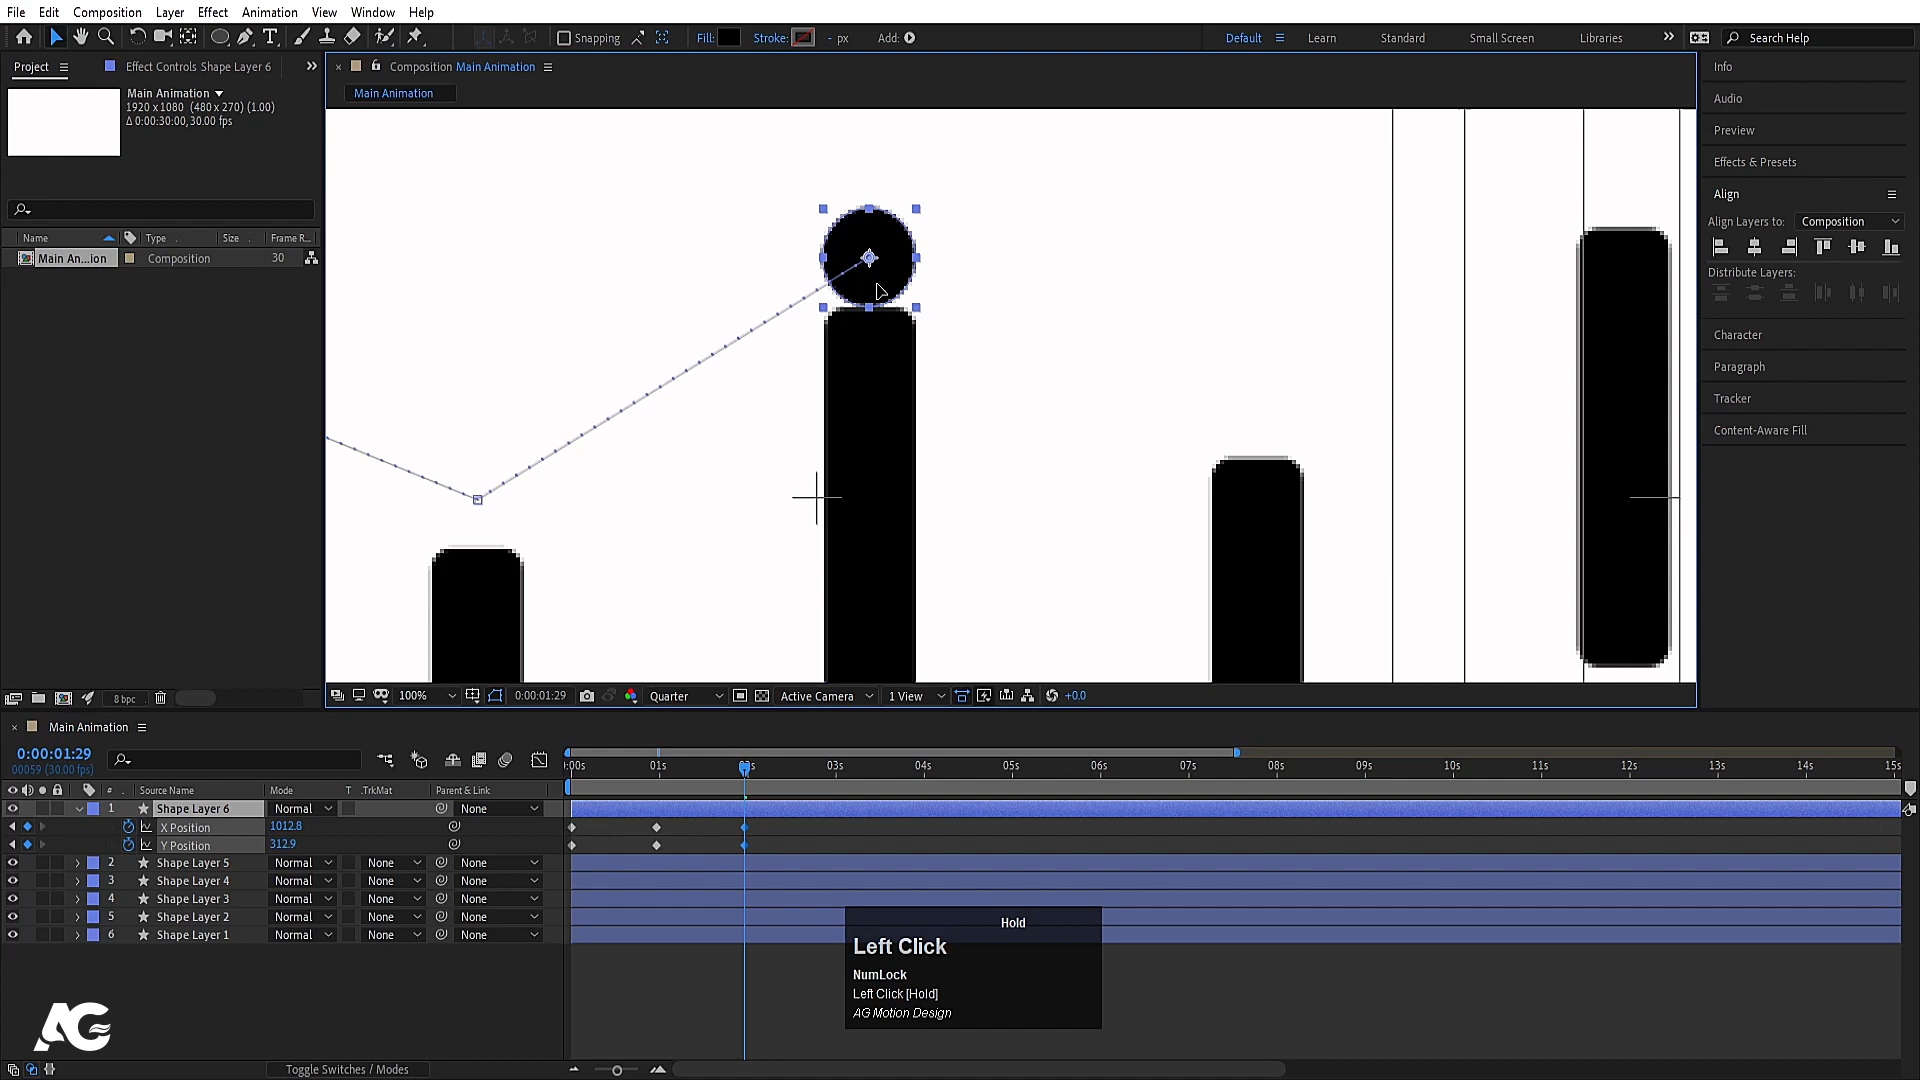 File Edit Composition Layer Effect Animation View Window Help
Snapping Fill: Stroke: - px Add: Default Learn Standard Small Screen Libraries Search Help
Project Effect Controls Shape Layer 6
Composition Main Animation
Main Animation
Main Animation
1920 x 1080 (480 x 270) (1.00)
Δ 0:00:30:00, 30.00 fps
Name Type Size Frame R...
Main An...ion Composition 30
8 bpc
100% 0:00:01:29 Quarter Active Camera 1 View +0.0
Info
Audio
Preview
Effects & Presets
Align
Align Layers to: Composition
Distribute Layers:
Character
Paragraph
Tracker
Content-Aware Fill
Main Animation
0:00:01:29
00059 (30.00 fps)
:00s 01s 02s 03s 04s 05s 06s 07s 08s 09s 10s 11s 12s 13s 14s 15s
# Source Name Mode T .TrkMat Parent & Link
1 Shape Layer 6 Normal None
X Position 1012.8
Y Position 312.9
2 Shape Layer 5 Normal None None
3 Shape Layer 4 Normal None None
4 Shape Layer 3 Normal None None
5 Shape Layer 2 Normal None None
6 Shape Layer 1 Normal None None
Hold
Left Click
NumLock
Left Click [Hold]
AG Motion Design
AG
Toggle Switches / Modes